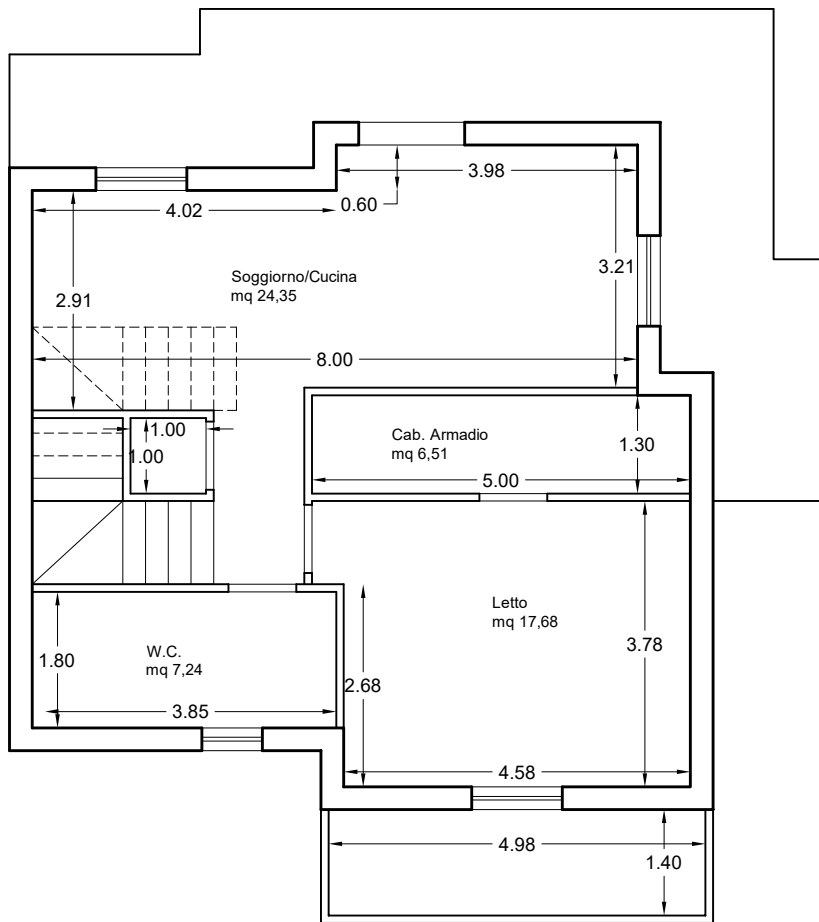 3.98
4.02
0.60
Soggiorno/Cucina
mq 24,35
3.21
2.91
8.00
1.00
1.00
Cab. Armadio
mq 6,51
1.30
5.00
Letto
mq 17,68
W.C.
mq 7,24
1.80
3.78
2.68
3.85
4.58
4.98
1.40